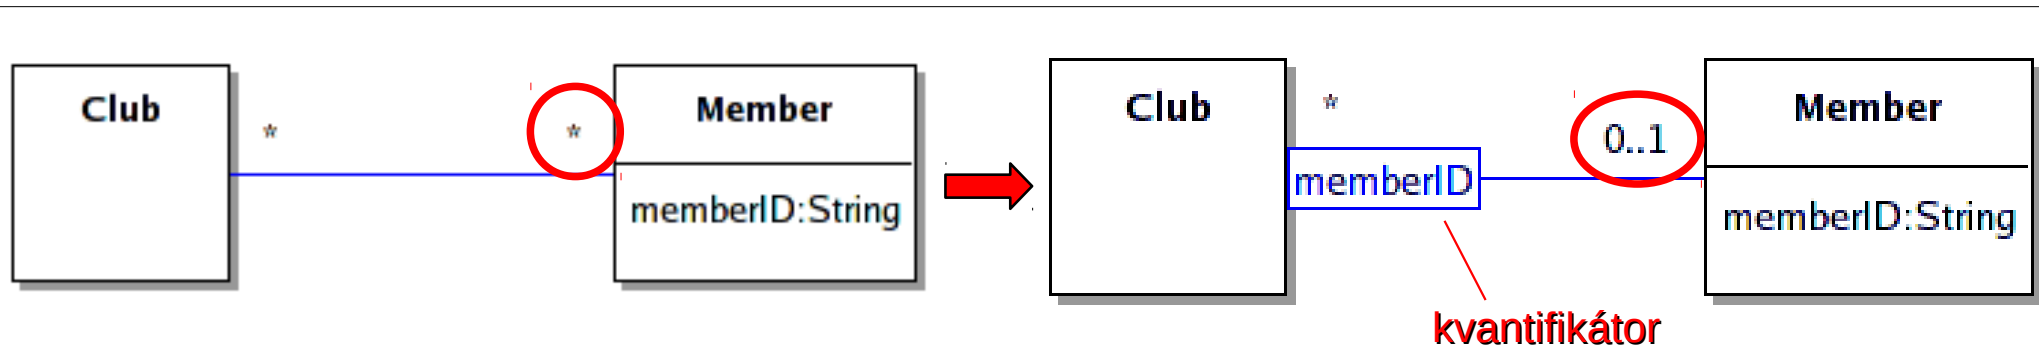 Club
*
*
Member
memberID:String
Club
*
memberID
0..1
Member
memberID:String
kvantifikátor